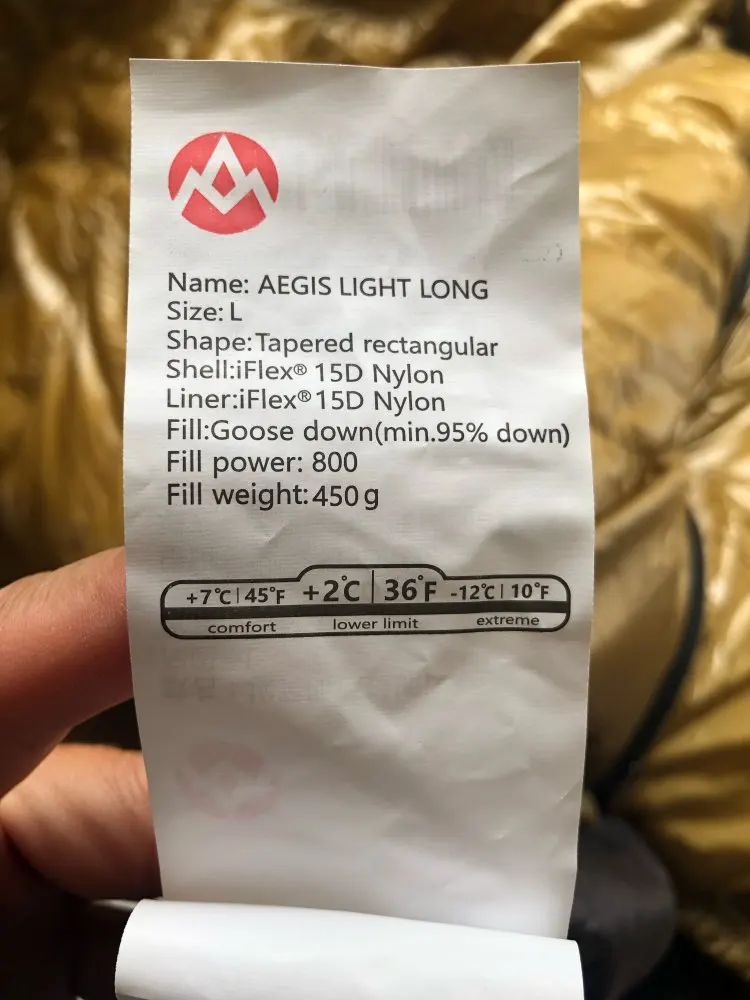 Name: AEGIS LIGHT LONG
Size: L
Shape:Tapered rectangular
Shell:iFlex® 15D Nylon
Liner:iFlex® 15D Nylon
Fill:Goose down(min.95% down)
Fill power: 800
Fill weight:450g
+7℃|45°F +2℃|36°F -12℃|10°F
comfort lower limit extreme